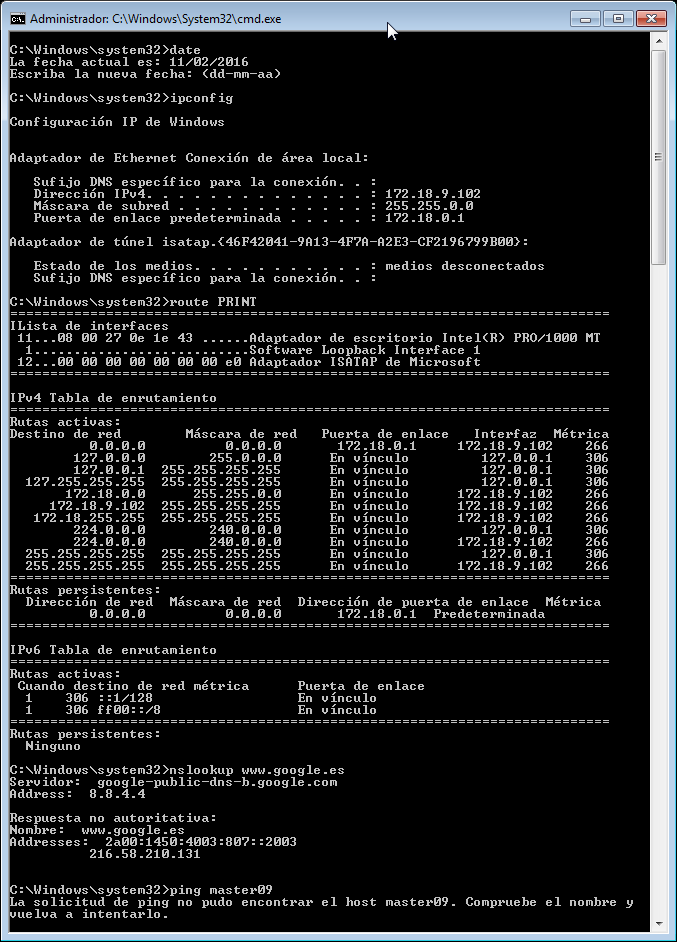 Administrador: C:\Windows\System32\cmd.exe
C:\Windows\system32>date
La fecha actual es: 11/02/2016
Escriba la nueva fecha: (dd-mm-aa)
C:\Windows\system32>ipconfig
Configuración IP de Windows
Adaptador de Ethernet Conexión de área local:
   Sufijo DNS específico para la conexión. . :
   Dirección IPv4. . . . . . . . . . . . . . : 172.18.9.102
   Máscara de subred . . . . . . . . . . . . : 255.255.0.0
   Puerta de enlace predeterminada . . . . . : 172.18.0.1
Adaptador de túnel isatap.{46F42041-9A13-4F7A-A2E3-CF2196799B00}:
   Estado de los medios. . . . . . . . . . . : medios desconectados
   Sufijo DNS específico para la conexión. . :
C:\Windows\system32>route PRINT
===========================================================================
ILista de interfaces
 11...08 00 27 0e 1e 43 ......Adaptador de escritorio Intel(R) PRO/1000 MT
  1...........................Software Loopback Interface 1
 12...00 00 00 00 00 00 00 e0 Adaptador ISATAP de Microsoft
===========================================================================
IPv4 Tabla de enrutamiento
===========================================================================
Rutas activas:
Destino de red        Máscara de red   Puerta de enlace   Interfaz  Métrica
          0.0.0.0          0.0.0.0       172.18.0.1     172.18.9.102    266
        127.0.0.0        255.0.0.0      En vínculo         127.0.0.1    306
        127.0.0.1  255.255.255.255      En vínculo         127.0.0.1    306
  127.255.255.255  255.255.255.255      En vínculo         127.0.0.1    306
       172.18.0.0      255.255.0.0      En vínculo      172.18.9.102    266
     172.18.9.102  255.255.255.255      En vínculo      172.18.9.102    266
   172.18.255.255  255.255.255.255      En vínculo      172.18.9.102    266
        224.0.0.0        240.0.0.0      En vínculo         127.0.0.1    306
        224.0.0.0        240.0.0.0      En vínculo      172.18.9.102    266
  255.255.255.255  255.255.255.255      En vínculo         127.0.0.1    306
  255.255.255.255  255.255.255.255      En vínculo      172.18.9.102    266
===========================================================================
Rutas persistentes:
  Dirección de red  Máscara de red  Dirección de puerta de enlace  Métrica
          0.0.0.0          0.0.0.0       172.18.0.1  Predeterminada
===========================================================================
IPv6 Tabla de enrutamiento
===========================================================================
Rutas activas:
 Cuando destino de red métrica      Puerta de enlace
  1    306 ::1/128                  En vínculo
  1    306 ff00::/8                 En vínculo
===========================================================================
Rutas persistentes:
  Ninguno
C:\Windows\system32>nslookup www.google.es
Servidor:  google-public-dns-b.google.com
Address:  8.8.4.4
Respuesta no autoritativa:
Nombre:  www.google.es
Addresses:  2a00:1450:4003:807::2003
          216.58.210.131
C:\Windows\system32>ping master09
La solicitud de ping no pudo encontrar el host master09. Compruebe el nombre y
vuelva a intentarlo.